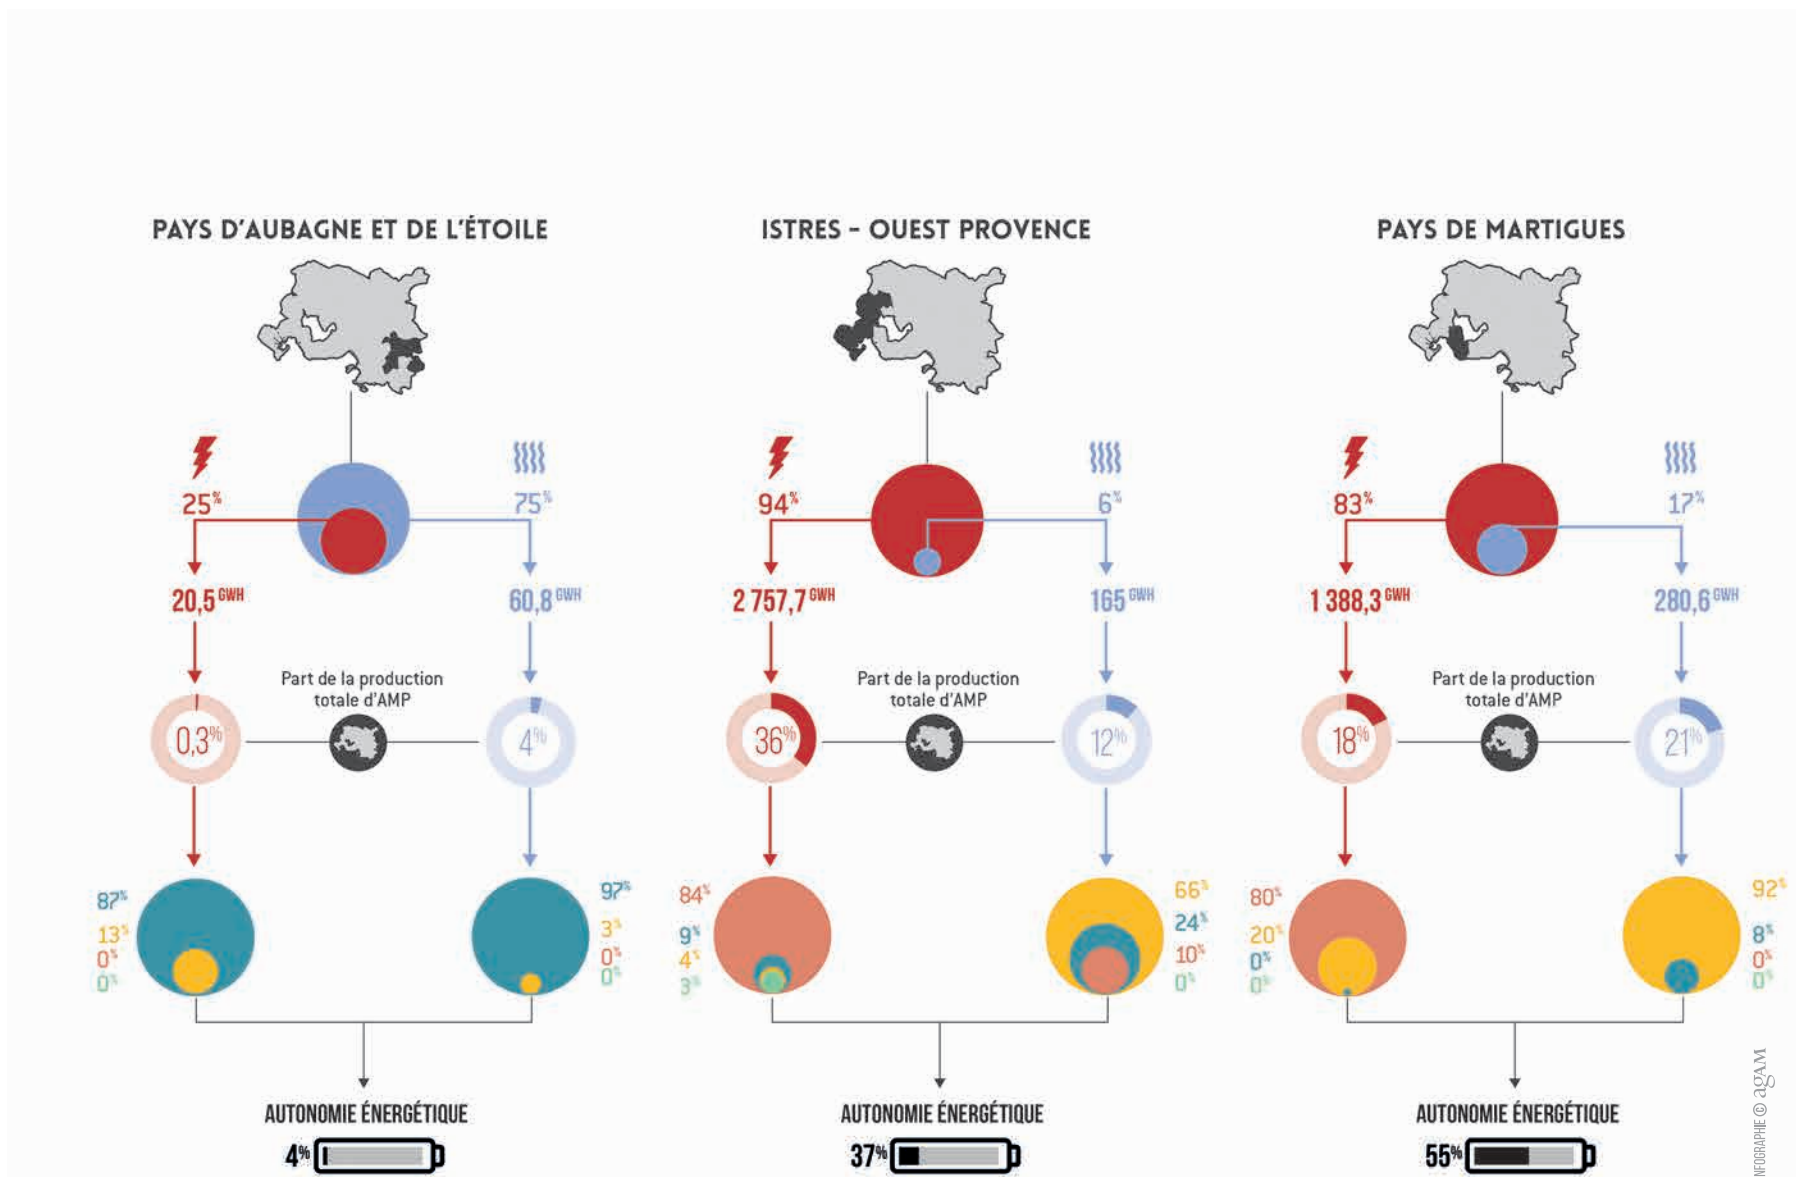 PAYS D'AUBAGNE ET DE L'ÉTOILE
25%
75%
20,5 GWH
60,8 GWH
Part de la production
totale d'AMP
0,3%
4%
87%
13%
0%
0%
97%
3%
0%
0%
AUTONOMIE ÉNERGÉTIQUE
4%
ISTRES - OUEST PROVENCE
94%
6%
2 757,7 GWH
165 GWH
Part de la production
totale d'AMP
36%
12%
84%
9%
4%
3%
66%
24%
10%
0%
AUTONOMIE ÉNERGÉTIQUE
37%
PAYS DE MARTIGUES
83%
17%
1 388,3 GWH
280,6 GWH
Part de la production
totale d'AMP
18%
21%
80%
20%
0%
0%
92%
8%
0%
0%
AUTONOMIE ÉNERGÉTIQUE
55%
NFOGRAPHIE © agAM